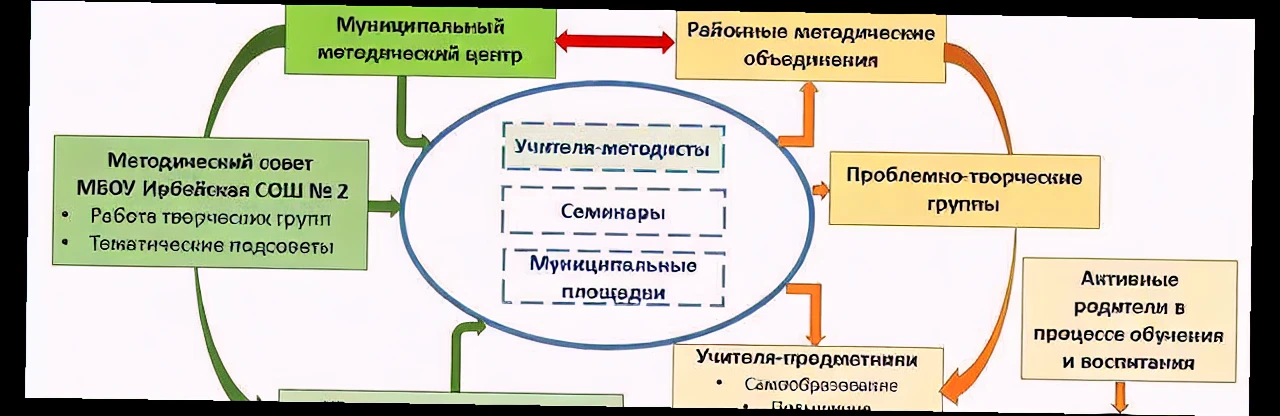 Муниципальный
методический центр
Районные методические
объединения
Методический совет
МБОУ Ирбейская СОШ № 2
• Работа творческих групп
• Тематические подсоветы
Учителя-методисты
Семинары
Муниципальные
площадки
Проблемно-творческие
группы
Активные
родители в
процессе обучения
и воспитания
Учителя-предметники
• Самообразование
• Повышение